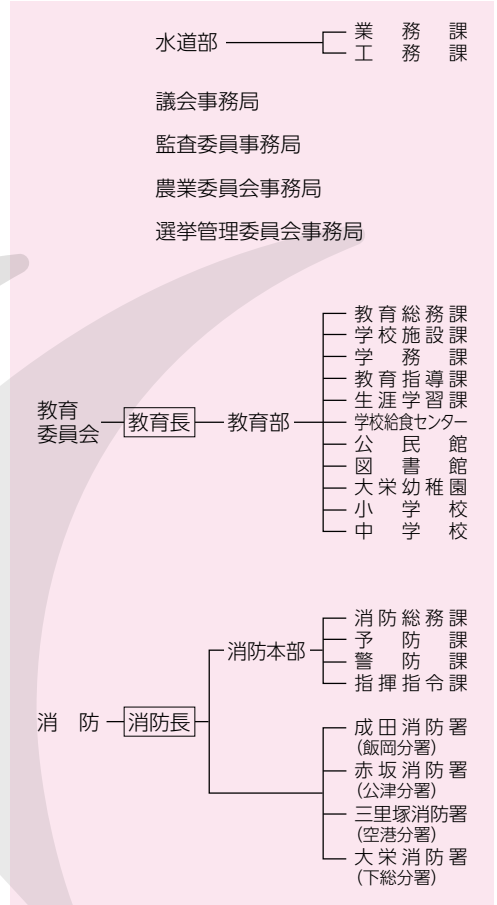 水道部
業務課
工務課
議会事務局
監査委員事務局
農業委員会事務局
選挙管理委員会事務局
教育
委員会
教育長
教育部
教育総務課
学校施設課
学務課
教育指導課
生涯学習課
学校給食センター
公民館
図書館
大栄幼稚園
小学校
中学校
消防
消防長
消防本部
消防総務課
予防課
警防課
指揮指令課
成田消防署
(飯岡分署)
赤坂消防署
(公津分署)
三里塚消防署
(空港分署)
大栄消防署
(下総分署)